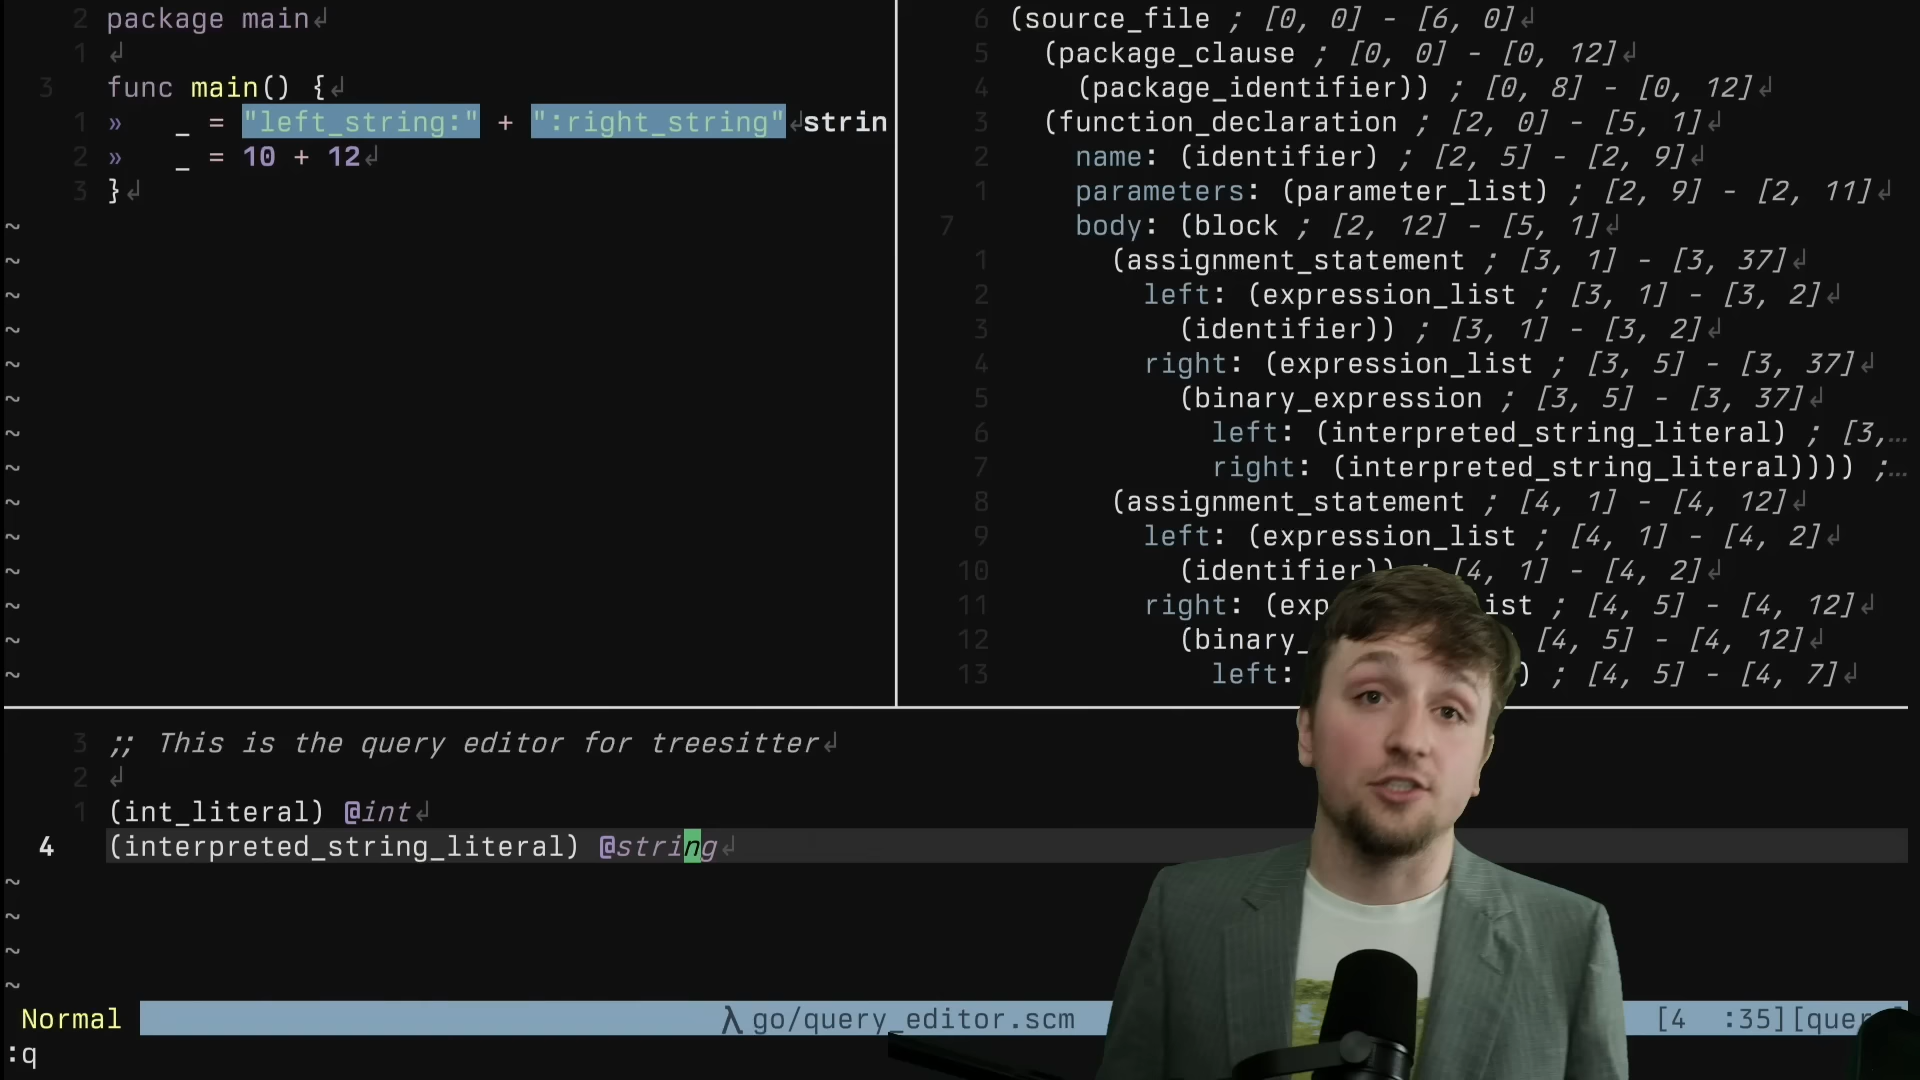 2 package main↲
1 ↲
3 func main() {↲
1 » _ = "left_string:" + ":right_string"↲strin
2 » _ = 10 + 12↲
3 }↲
~
~
~
~
~
~
~
~
~
~
~
~
~
~
6 (source_file ; [0, 0] - [6, 0]↲
5 (package_clause ; [0, 0] - [0, 12]↲
4 (package_identifier)) ; [0, 8] - [0, 12]↲
3 (function_declaration ; [2, 0] - [5, 1]↲
2 name: (identifier) ; [2, 5] - [2, 9]↲
1 parameters: (parameter_list) ; [2, 9] - [2, 11]↲
7 body: (block ; [2, 12] - [5, 1]↲
1 (assignment_statement ; [3, 1] - [3, 37]↲
2 left: (expression_list ; [3, 1] - [3, 2]↲
3 (identifier)) ; [3, 1] - [3, 2]↲
4 right: (expression_list ; [3, 5] - [3, 37]↲
5 (binary_expression ; [3, 5] - [3, 37]↲
6 left: (interpreted_string_literal) ; [3,…
7 right: (interpreted_string_literal)))) ;…
8 (assignment_statement ; [4, 1] - [4, 12]↲
9 left: (expression_list ; [4, 1] - [4, 2]↲
10 (identifier)) ; [4, 1] - [4, 2]↲
11 right: (exp ist ; [4, 5] - [4, 12]↲
12 (binary_ [4, 5] - [4, 12]↲
13 left: ) ; [4, 5] - [4, 7]↲
3 ;; This is the query editor for treesitter↲
2 ↲
1 (int_literal) @int↲
4 (interpreted_string_literal) @string↲
~
~
~
~
Normal λ go/query_editor.scm [4 :35][quer
:q